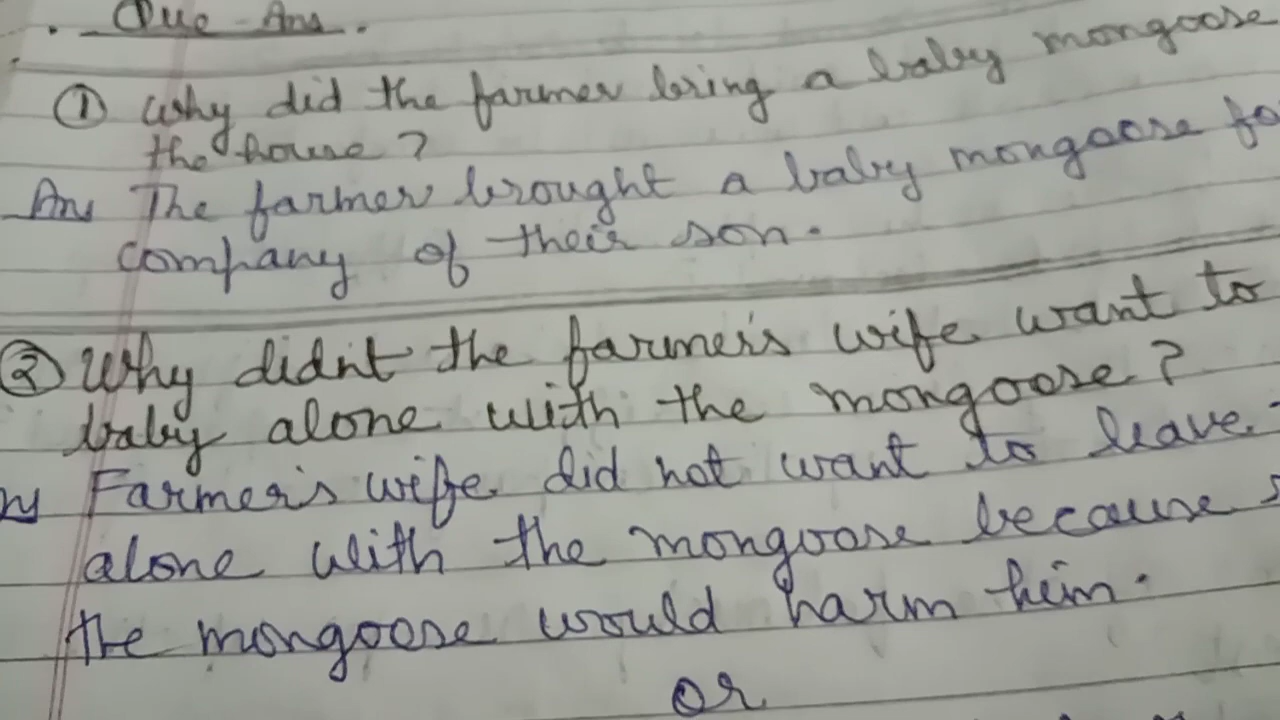 . Que - Ans .
① Why did the farmer bring a baby mongoose
the house ?
Ans The farmer brought a baby mongoose fo
company of their son.
② Why didn't the farmer's wife want to
baby alone with the mongoose ?
Farmer's wife did not want to leave
alone with the mongoose because s
the mongoose would harm him.
or